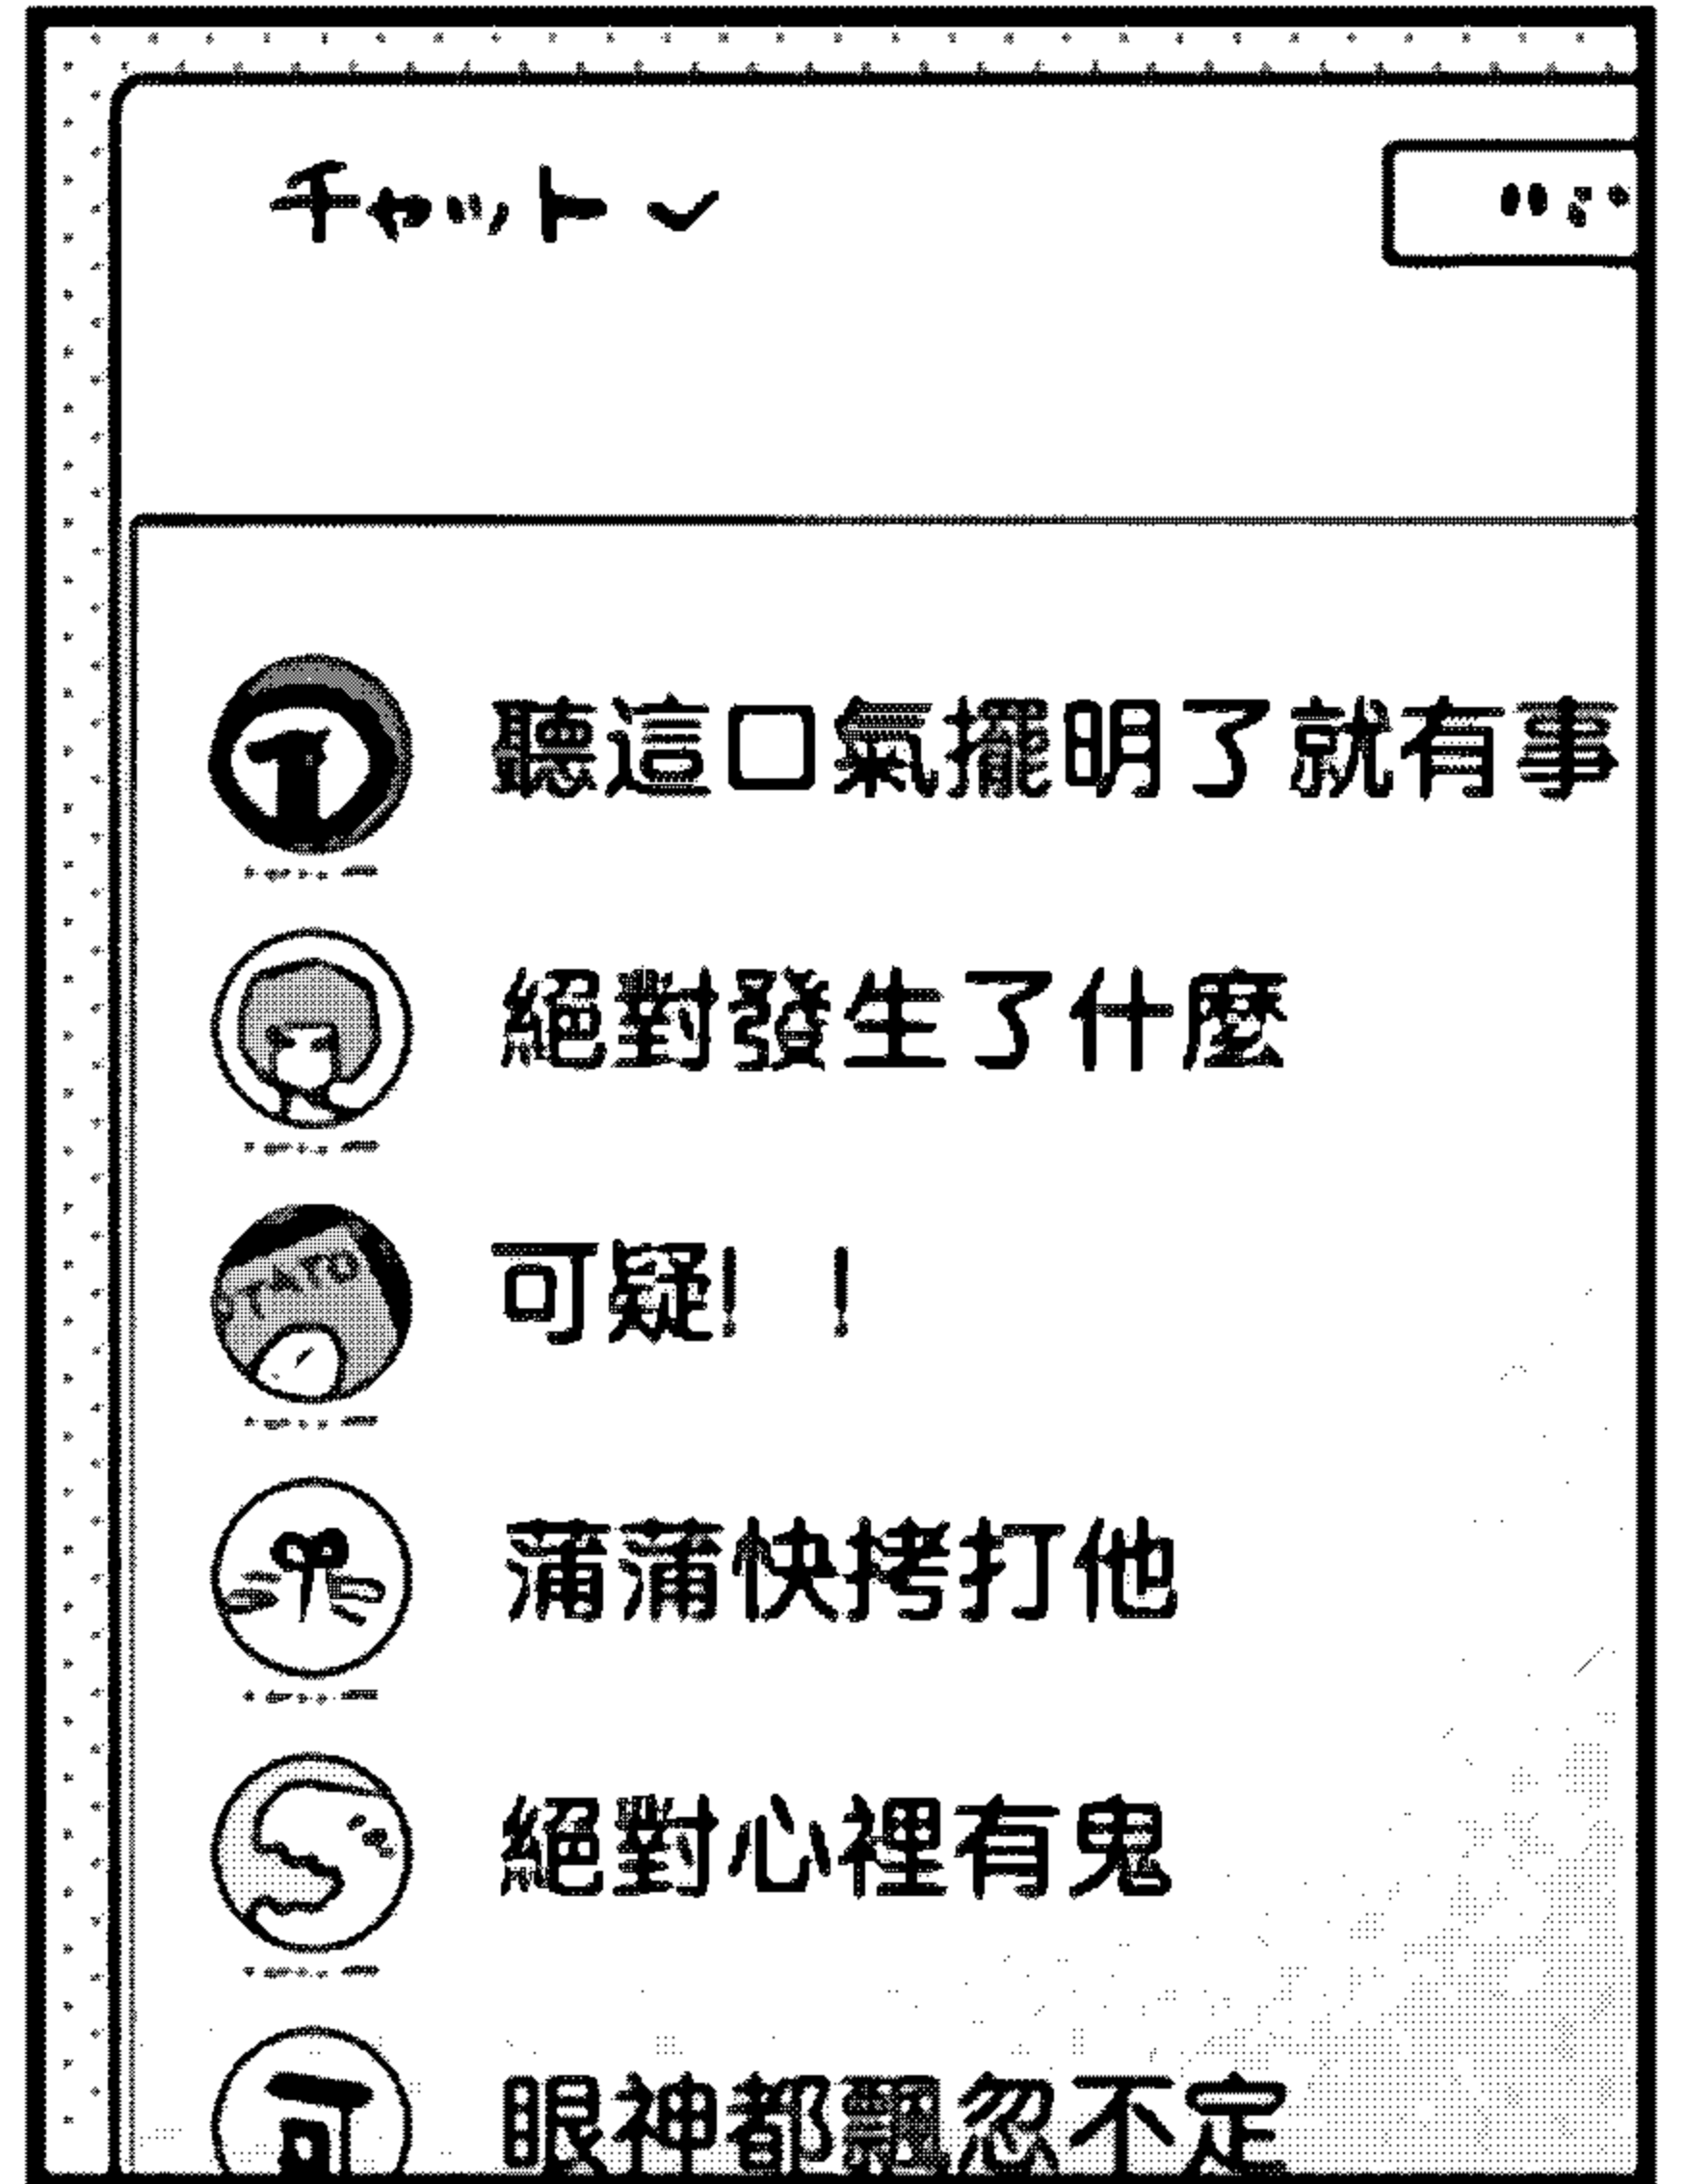 チャット
聽這口氣擺明了就有事
絕對發生了什麼
可疑！！
OTATO
蒲蒲快拷打他
絕對心裡有鬼
眼神都飄忽不定